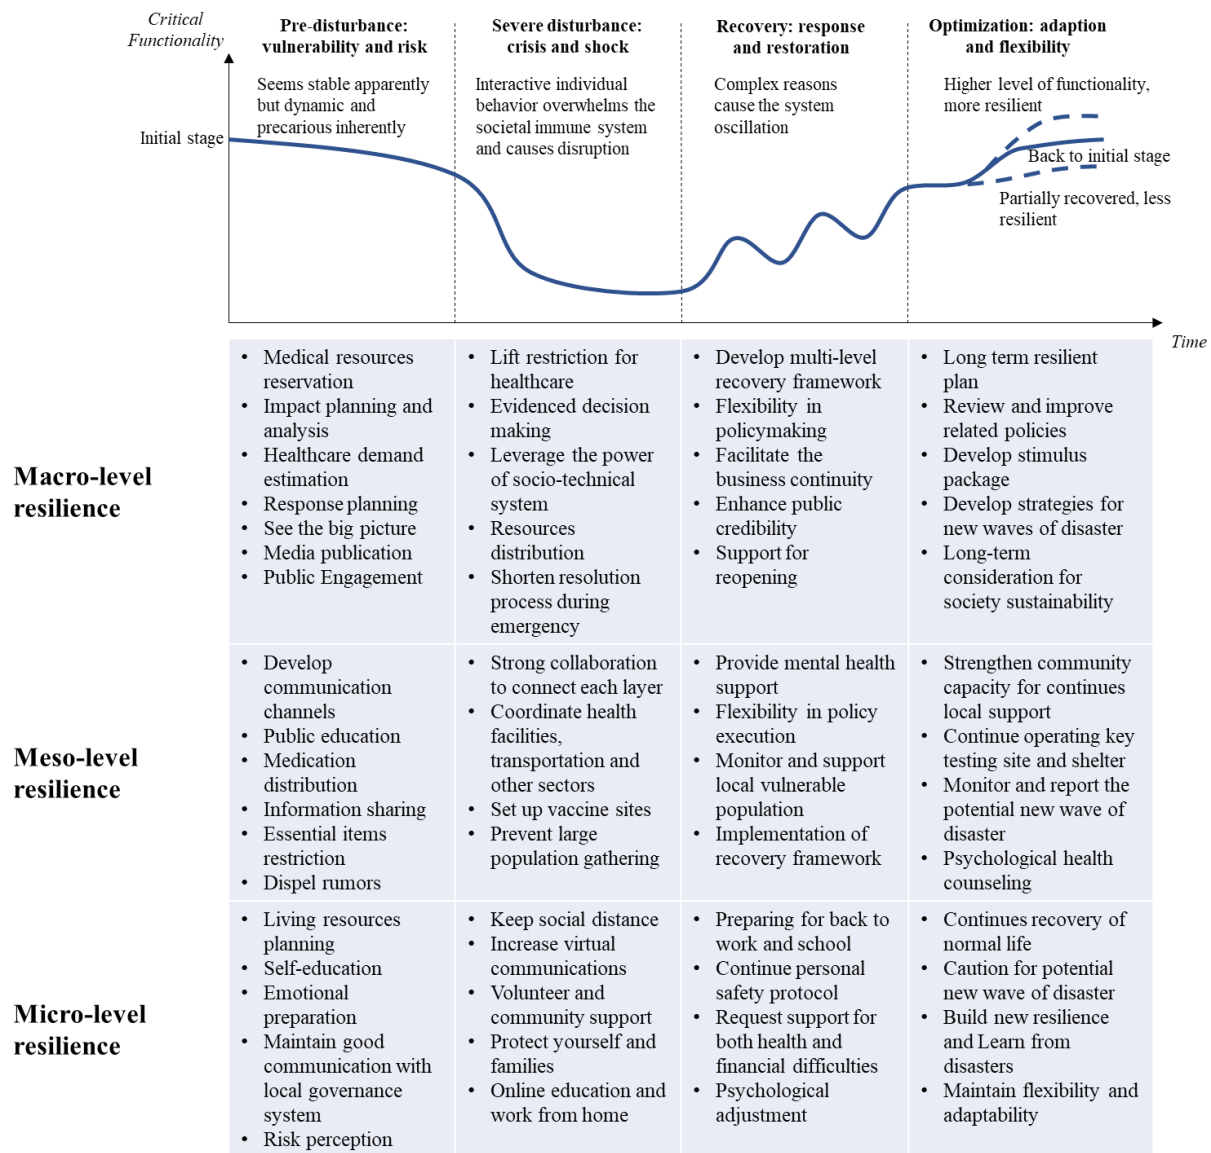 Critical
Functionality
Pre-disturbance:
vulnerability and risk
Severe disturbance:
crisis and shock
Recovery: response
and restoration
Optimization: adaption
and flexibility
Seems stable apparently
but dynamic and
precarious inherently
Interactive individual
behavior overwhelms the
societal immune system
and causes disruption
Complex reasons
cause the system
oscillation
Higher level of functionality,
more resilient
Initial stage
Back to initial stage
Partially recovered, less
resilient
Time
Macro-level
resilience
• Medical resources
reservation
• Impact planning and
analysis
• Healthcare demand
estimation
• Response planning
• See the big picture
• Media publication
• Public Engagement
• Lift restriction for
healthcare
• Evidenced decision
making
• Leverage the power
of socio-technical
system
• Resources
distribution
• Shorten resolution
process during
emergency
• Develop multi-level
recovery framework
• Flexibility in
policymaking
• Facilitate the
business continuity
• Enhance public
credibility
• Support for
reopening
• Long term resilient
plan
• Review and improve
related policies
• Develop stimulus
package
• Develop strategies for
new waves of disaster
• Long-term
consideration for
society sustainability
Meso-level
resilience
• Develop
communication
channels
• Public education
• Medication
distribution
• Information sharing
• Essential items
restriction
• Dispel rumors
• Strong collaboration
to connect each layer
• Coordinate health
facilities,
transportation and
other sectors
• Set up vaccine sites
• Prevent large
population gathering
• Provide mental health
support
• Flexibility in policy
execution
• Monitor and support
local vulnerable
population
• Implementation of
recovery framework
• Strengthen community
capacity for continues
local support
• Continue operating key
testing site and shelter
• Monitor and report the
potential new wave of
disaster
• Psychological health
counseling
Micro-level
resilience
• Living resources
planning
• Self-education
• Emotional
preparation
• Maintain good
communication with
local governance
system
• Risk perception
• Keep social distance
• Increase virtual
communications
• Volunteer and
community support
• Protect yourself and
families
• Online education and
work from home
• Preparing for back to
work and school
• Continue personal
safety protocol
• Request support for
both health and
financial difficulties
• Psychological
adjustment
• Continues recovery of
normal life
• Caution for potential
new wave of disaster
• Build new resilience
and Learn from
disasters
• Maintain flexibility and
adaptability